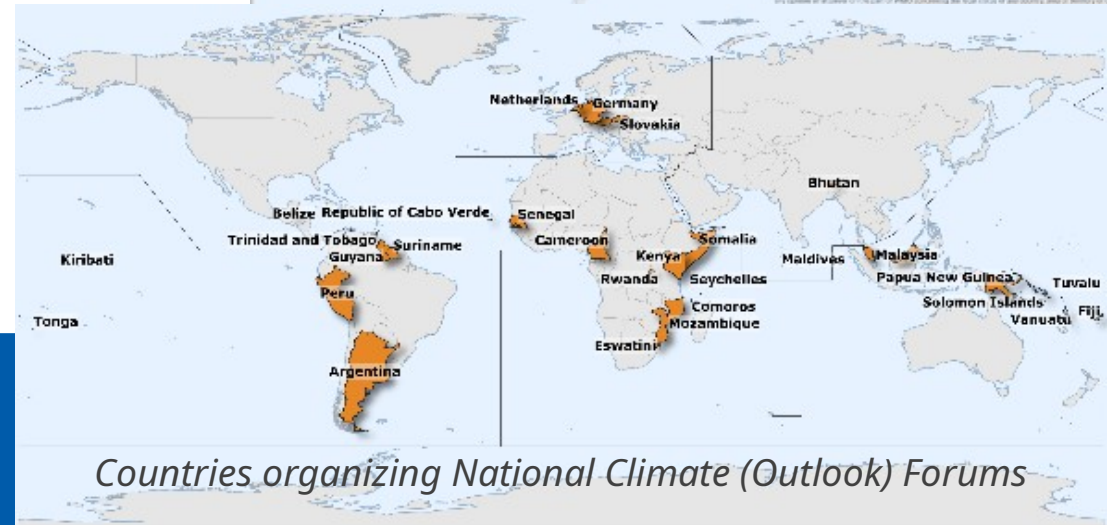 Netherlands
Germany
Slovakia
Bhutan
Belize
Republic of Cabo Verde
Senegal
Trinidad and Tobago
Suriname
Cameroon
Somalia
Kiribati
Guyana
Kenya
Maldives
Malaysia
Rwanda
Seychelles
Papua New Guinea
Tuvalu
Peru
Comoros
Solomon Islands
Tonga
Mozambique
Vanuatu
Fiji
Eswatini
Argentina
Countries organizing National Climate (Outlook) Forums